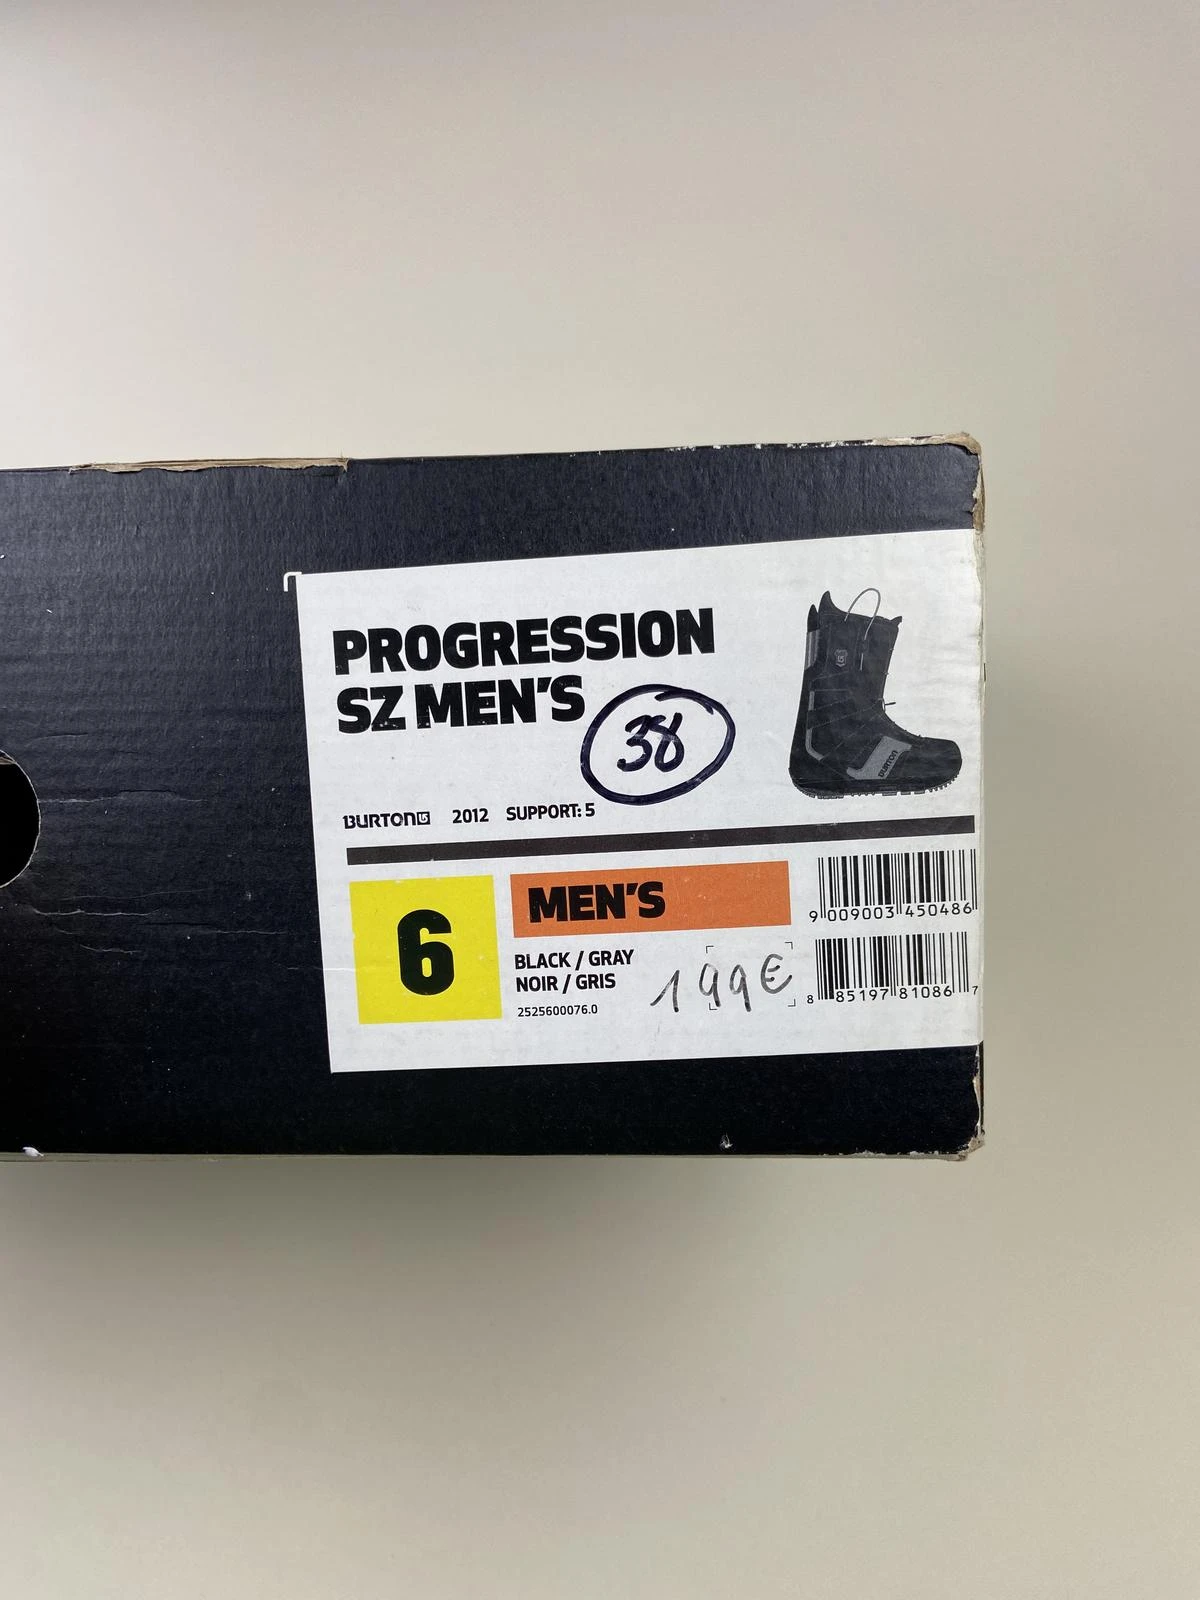 PROGRESSION
SZ MEN'S
38
BURTON 2012 SUPPORT: 5
BURTON
6
MEN'S
BLACK / GRAY
NOIR / GRIS
2525600076.0
199€
9 009003 450486
8 85197 81086 7